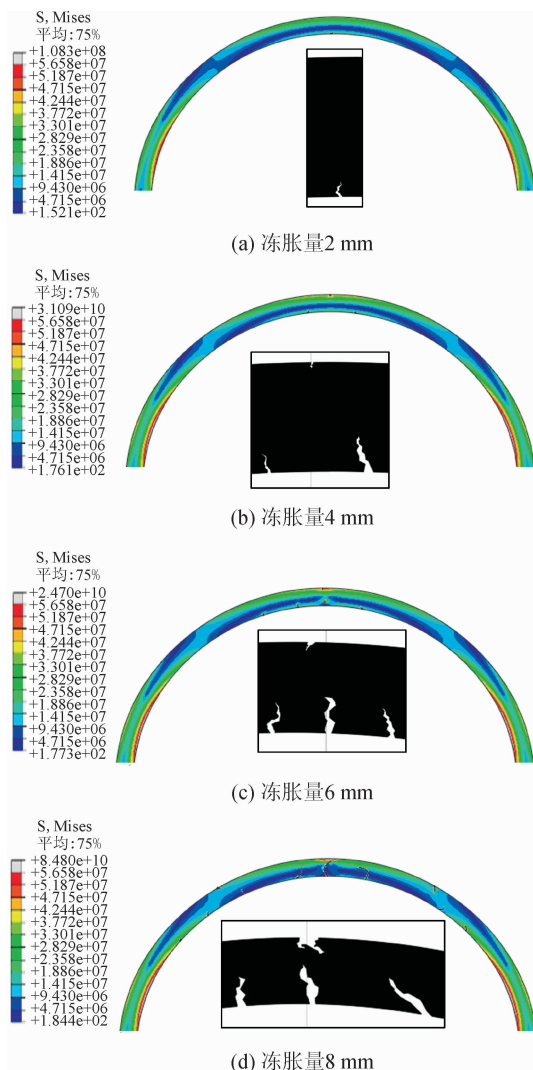 S, Mises
平均:75%
+1.083e+08
+5.658e+07
+5.187e+07
+4.715e+07
+4.244e+07
+3.772e+07
+3.301e+07
+2.829e+07
+2.358e+07
+1.886e+07
+1.415e+07
+9.430e+06
+4.715e+06
+1.521e+02
(a) 冻胀量2 mm
S, Mises
平均:75%
+3.109e+10
+5.658e+07
+5.187e+07
+4.715e+07
+4.244e+07
+3.772e+07
+3.301e+07
+2.829e+07
+2.358e+07
+1.886e+07
+1.415e+07
+9.430e+06
+4.715e+06
+1.761e+02
(b) 冻胀量4 mm
S, Mises
平均:75%
+2.470e+10
+5.658e+07
+5.187e+07
+4.715e+07
+4.244e+07
+3.772e+07
+3.301e+07
+2.829e+07
+2.358e+07
+1.886e+07
+1.415e+07
+9.430e+06
+4.715e+06
+1.773e+02
(c) 冻胀量6 mm
S, Mises
平均:75%
+8.480e+10
+5.658e+07
+5.187e+07
+4.715e+07
+4.244e+07
+3.772e+07
+3.301e+07
+2.829e+07
+2.358e+07
+1.886e+07
+1.415e+07
+9.430e+06
+4.715e+06
+1.844e+02
(d) 冻胀量8 mm